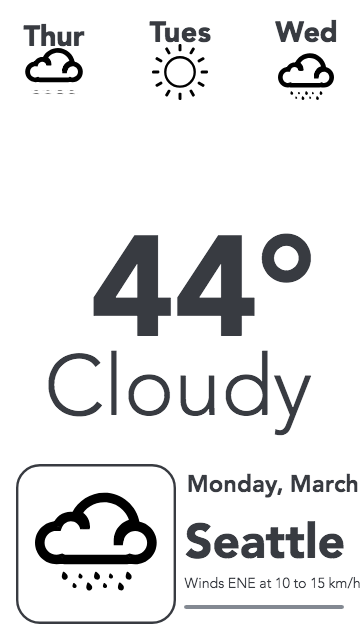 Thur Tues Wed
44°
Cloudy
Monday, March
Seattle
Winds ENE at 10 to 15 km/h